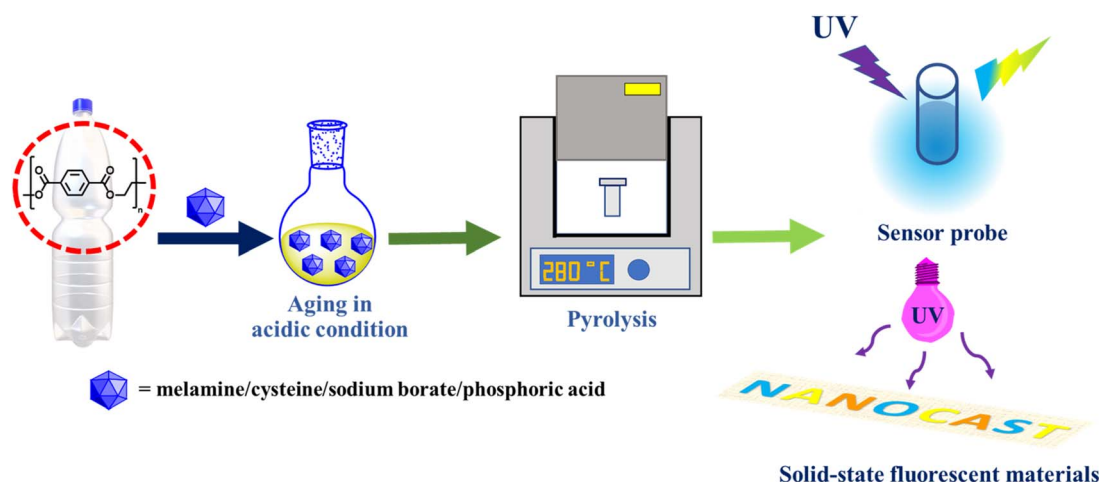 UV
O
O
O
O
n
Sensor probe
280°C
Aging in
acidic condition
Pyrolysis
UV
= melamine/cysteine/sodium borate/phosphoric acid
NANOCAST
Solid-state fluorescent materials